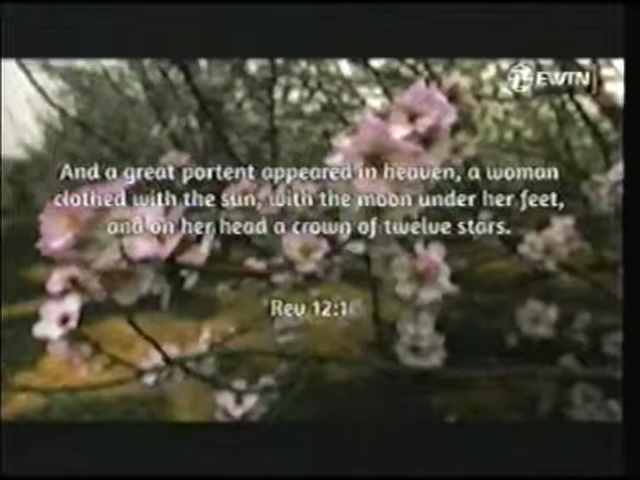 EWTN
And a great portent appeared in heaven, a woman
clothed with the sun, with the moon under her feet,
and on her head a crown of twelve stars.
Rev 12:1